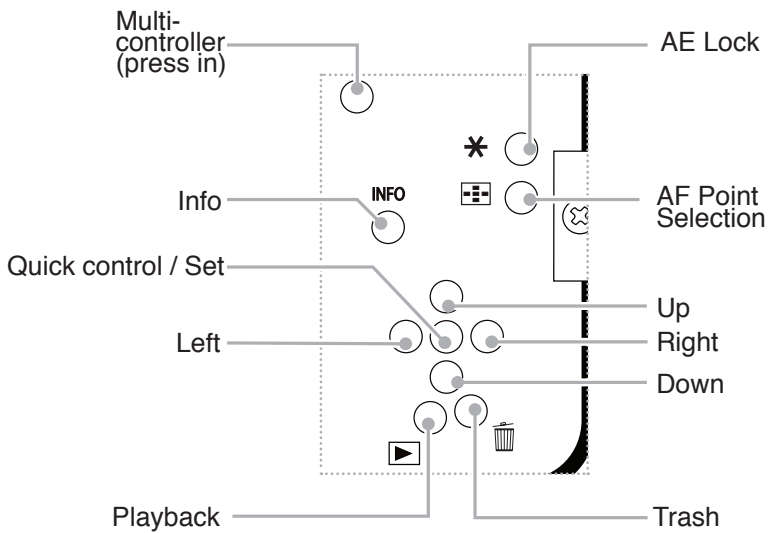 Multi-
controller
(press in)
AE Lock
INFO
Info
AF Point
Selection
Quick control / Set
Up
Left
Right
Down
Playback
Trash